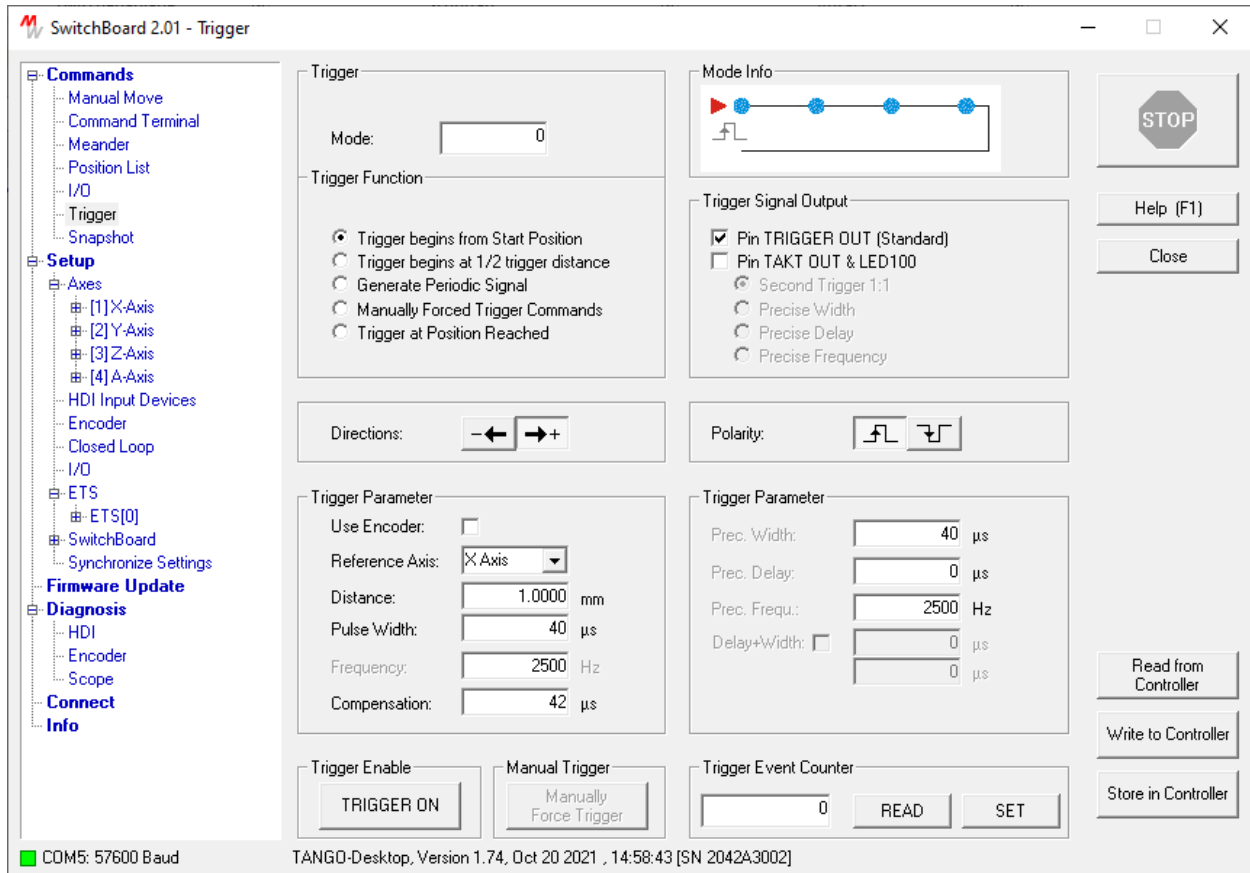 SwitchBoard 2.01 - Trigger
Commands
Manual Move
Command Terminal
Meander
Position List
I/O
Trigger
Snapshot
Setup
Axes
[1] X-Axis
[2] Y-Axis
[3] Z-Axis
[4] A-Axis
HDI Input Devices
Encoder
Closed Loop
I/O
ETS
ETS[0]
SwitchBoard
Synchronize Settings
Firmware Update
Diagnosis
HDI
Encoder
Scope
Connect
Info
Trigger
Mode: 0
Trigger Function
Trigger begins from Start Position
Trigger begins at 1/2 trigger distance
Generate Periodic Signal
Manually Forced Trigger Commands
Trigger at Position Reached
Directions: - +
Trigger Parameter
Use Encoder:
Reference Axis: X Axis
Distance: 1.0000 mm
Pulse Width: 40 µs
Frequency: 2500 Hz
Compensation: 42 µs
Trigger Enable
TRIGGER ON
Manual Trigger
Manually
Force Trigger
Mode Info
Trigger Signal Output
Pin TRIGGER OUT (Standard)
Pin TAKT OUT & LED100
Second Trigger 1:1
Precise Width
Precise Delay
Precise Frequency
Polarity:
Trigger Parameter
Prec. Width: 40 µs
Prec. Delay: 0 µs
Prec. Frequ.: 2500 Hz
Delay+Width: 0 µs
0 µs
Trigger Event Counter
0 READ SET
STOP
Help (F1)
Close
Read from
Controller
Write to Controller
Store in Controller
COM5: 57600 Baud
TANGO-Desktop, Version 1.74, Oct 20 2021 , 14:58:43 [SN 2042A3002]